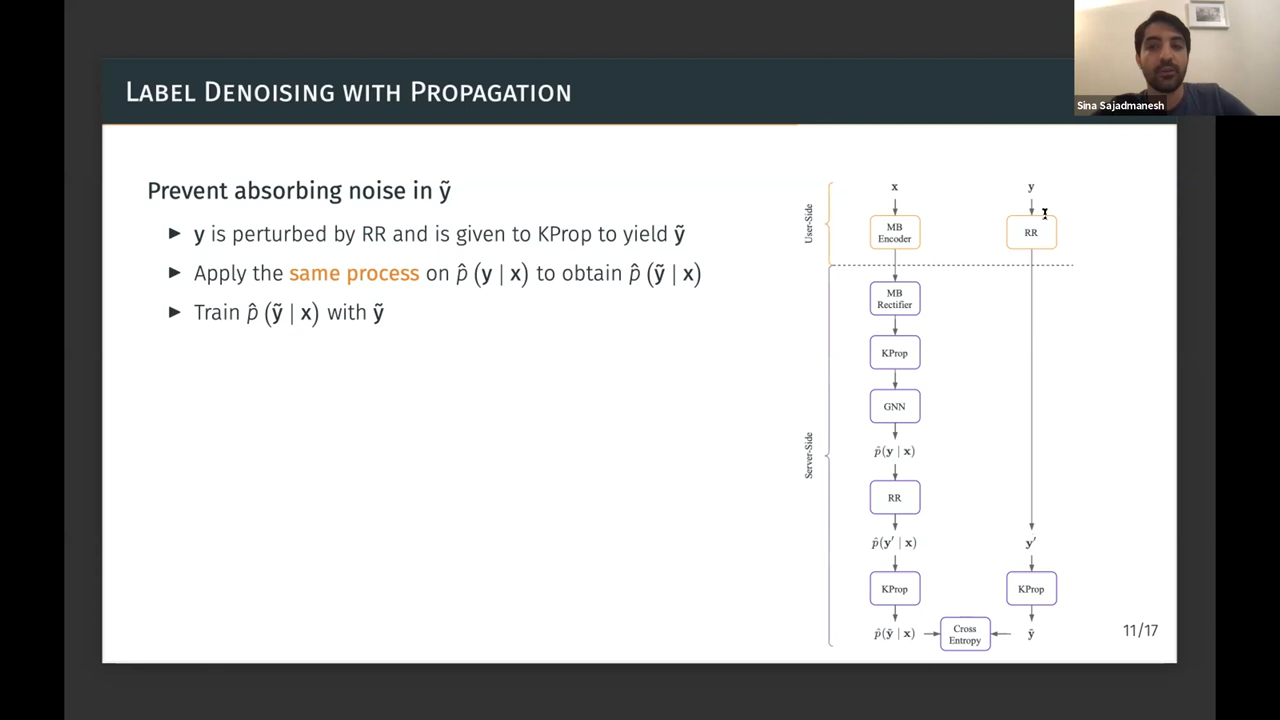 LABEL DENOISING WITH PROPAGATION
Sina Sajadmanesh
Prevent absorbing noise in ỹ
► y is perturbed by RR and is given to KProp to yield ỹ
► Apply the same process on p̂ (y | x) to obtain p̂ (ỹ | x)
► Train p̂ (ỹ | x) with ỹ
User-Side
Server-Side
x
MB
Encoder
MB
Rectifier
KProp
GNN
p̂(y | x)
RR
p̂(y′ | x)
KProp
p̂(ỹ | x)
Cross
Entropy
y
RR
y′
KProp
ỹ
11/17